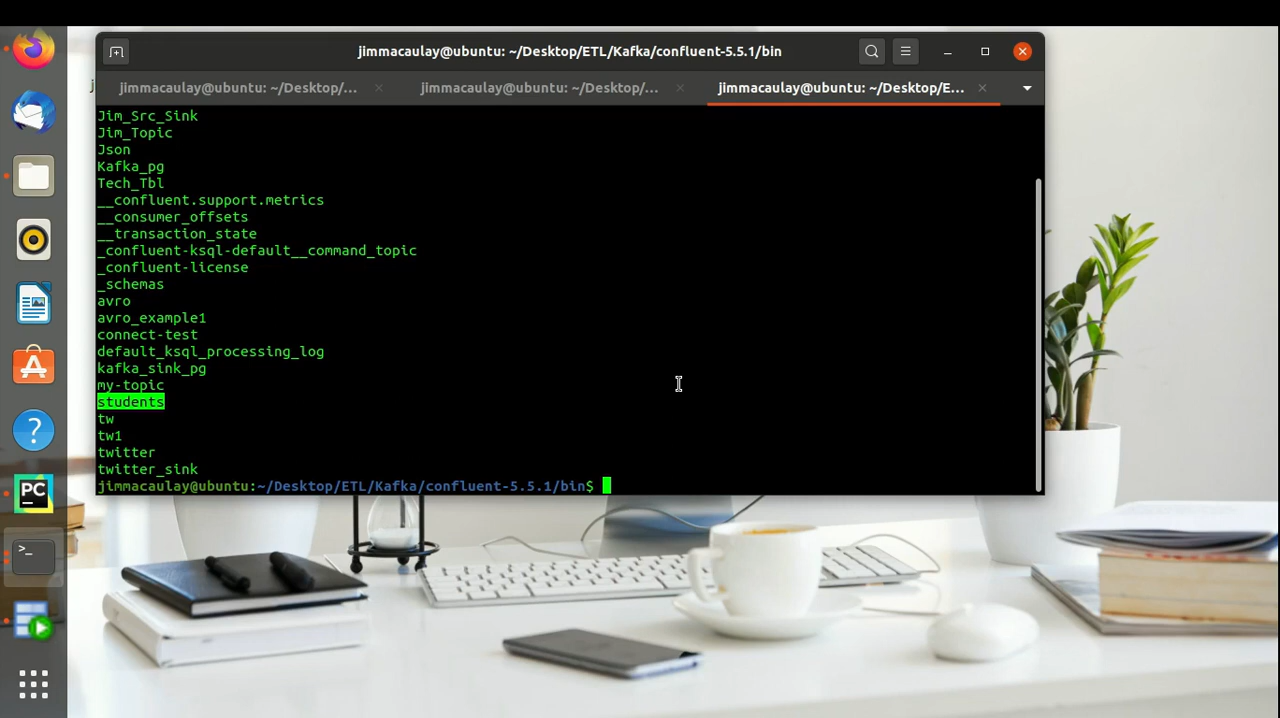 jimmacaulay@ubuntu: ~/Desktop/ETL/Kafka/confluent-5.5.1/bin
jimmacaulay@ubuntu: ~/Desktop/...
jimmacaulay@ubuntu: ~/Desktop/...
jimmacaulay@ubuntu: ~/Desktop/E...
Jim_Src_Sink
Jim_Topic
Json
Kafka_pg
Tech_Tbl
__confluent.support.metrics
__consumer_offsets
__transaction_state
_confluent-ksql-default__command_topic
_confluent-license
_schemas
avro
avro_example1
connect-test
default_ksql_processing_log
kafka_sink_pg
my-topic
students
tw
tw1
twitter
twitter_sink
jimmacaulay@ubuntu:~/Desktop/ETL/Kafka/confluent-5.5.1/bin$
PC
>_